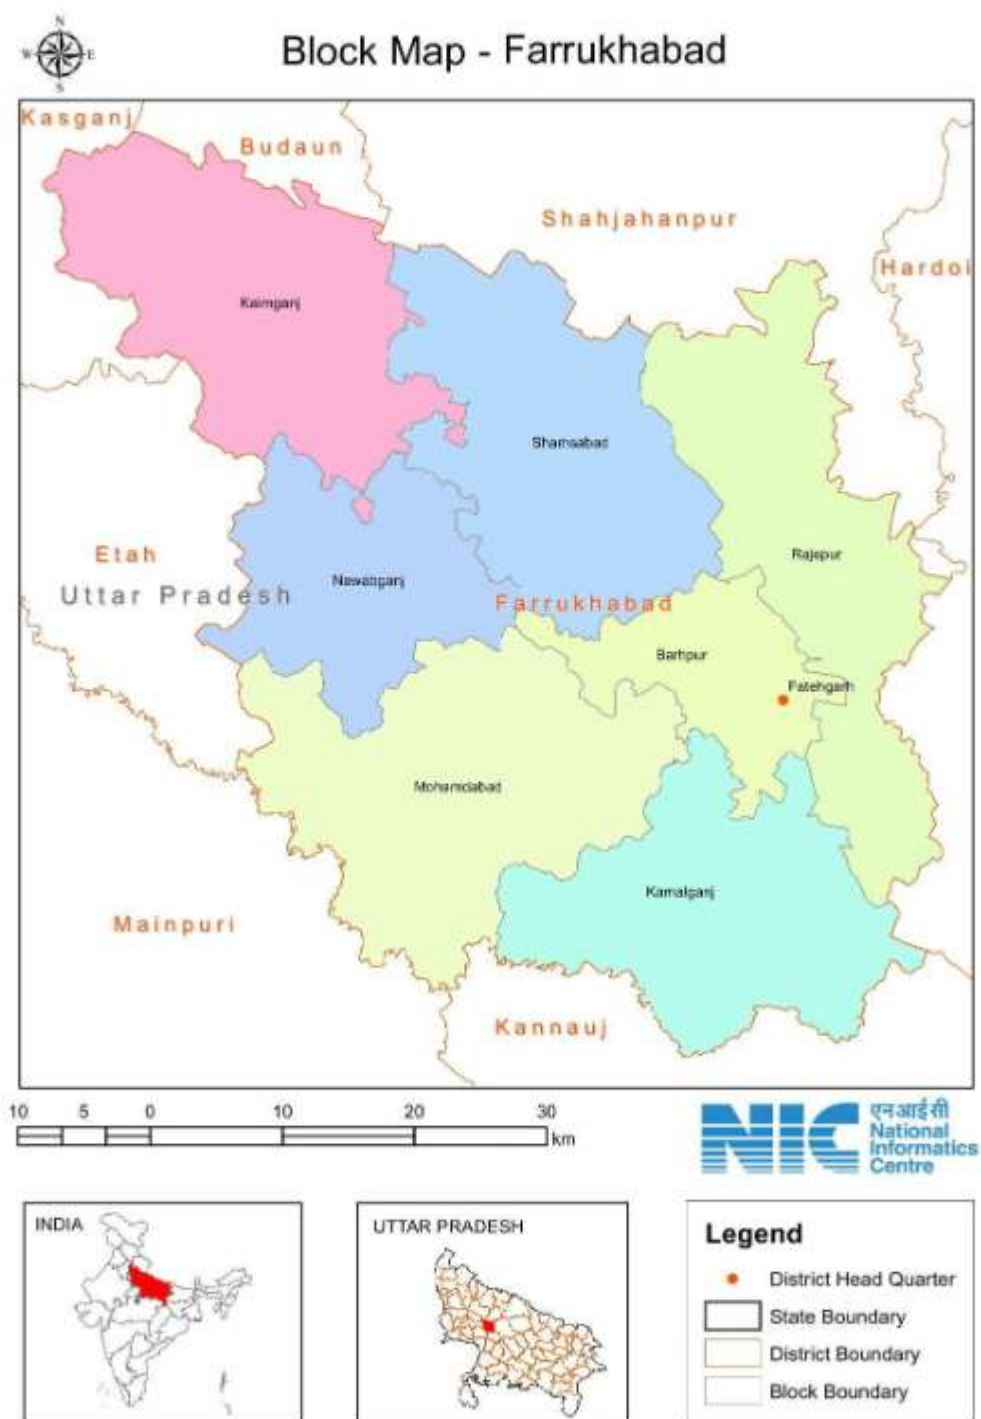 N
W
E
S
Block Map - Farrukhabad
Kasganj
Budaun
Shahjahanpur
Hardoi
Kaimganj
Shamsabad
Etah
Uttar Pradesh
Nawabganj
Rajepur
Farrukhabad
Barhpur
Fatehgarh
Mohamdabad
Kamalganj
Mainpuri
Kannauj
10 5 0 10 20 30
km
NIC
एनआईसी
National
Informatics
Centre
INDIA
UTTAR PRADESH
Legend
District Head Quarter
State Boundary
District Boundary
Block Boundary